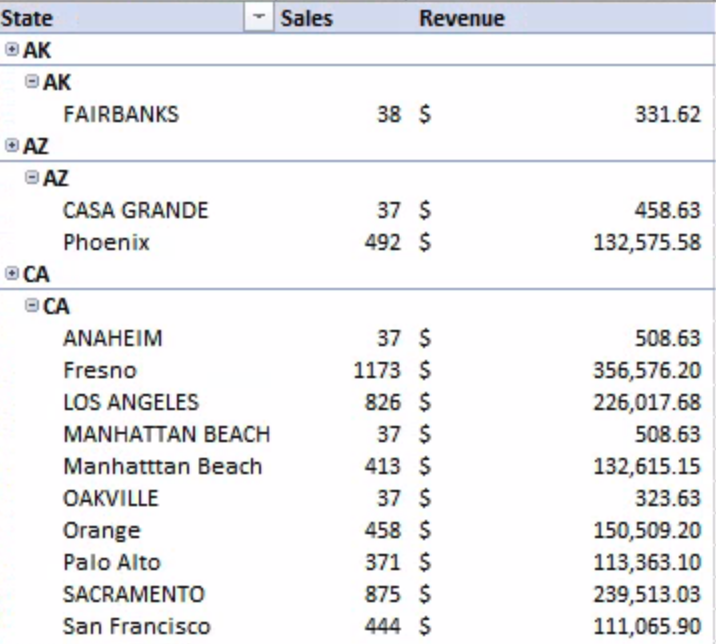 State Sales Revenue
AK
AK
FAIRBANKS 38 $ 331.62
AZ
AZ
CASA GRANDE 37 $ 458.63
Phoenix 492 $ 132,575.58
CA
CA
ANAHEIM 37 $ 508.63
Fresno 1173 $ 356,576.20
LOS ANGELES 826 $ 226,017.68
MANHATTAN BEACH 37 $ 508.63
Manhatttan Beach 413 $ 132,615.15
OAKVILLE 37 $ 323.63
Orange 458 $ 150,509.20
Palo Alto 371 $ 113,363.10
SACRAMENTO 875 $ 239,513.03
San Francisco 444 $ 111,065.90